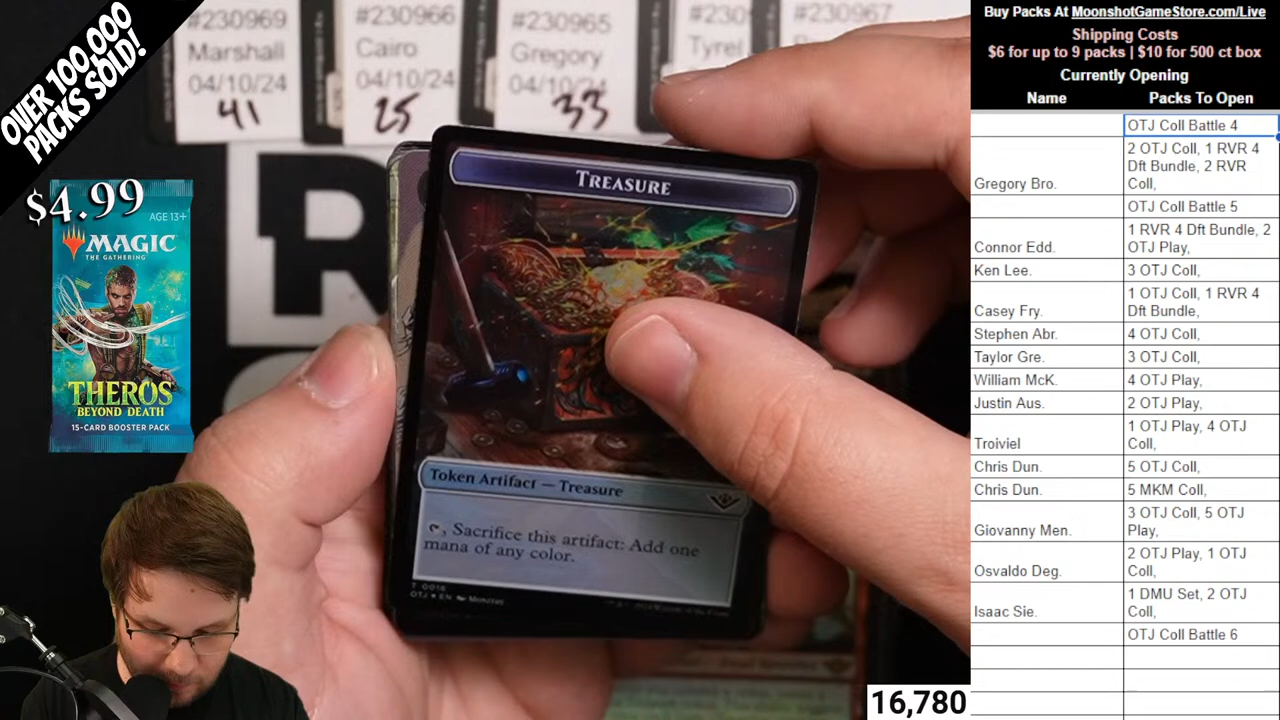 OVER 100,000
PACKS SOLD!
$4.99
AGE 13+
MAGIC
THE GATHERING
THEROS
BEYOND DEATH
15-CARD BOOSTER PACK
#230969
Marshall
04/10/24
41
#230966
Cairo
04/10/24
25
#230965
Gregory
04/10/24
33
#230
Tyrel
04/
30967
R
TREASURE
Token Artifact — Treasure
, Sacrifice this artifact: Add one
mana of any color.
T 0016
OTJ • EN
16,780
Buy Packs At MoonshotGameStore.com/Live
Shipping Costs
$6 for up to 9 packs | $10 for 500 ct box
Currently Opening
Name Packs To Open
OTJ Coll Battle 4
2 OTJ Coll, 1 RVR 4
Dft Bundle, 2 RVR
Gregory Bro. Coll,
OTJ Coll Battle 5
1 RVR 4 Dft Bundle, 2
Connor Edd. OTJ Play,
Ken Lee. 3 OTJ Coll,
1 OTJ Coll, 1 RVR 4
Casey Fry. Dft Bundle,
Stephen Abr. 4 OTJ Coll,
Taylor Gre. 3 OTJ Coll,
William McK. 4 OTJ Play,
Justin Aus. 2 OTJ Play,
1 OTJ Play, 4 OTJ
Troiviel Coll,
Chris Dun. 5 OTJ Coll,
Chris Dun. 5 MKM Coll,
3 OTJ Coll, 5 OTJ
Giovanny Men. Play,
2 OTJ Play, 1 OTJ
Osvaldo Deg. Coll,
1 DMU Set, 2 OTJ
Isaac Sie. Coll,
OTJ Coll Battle 6